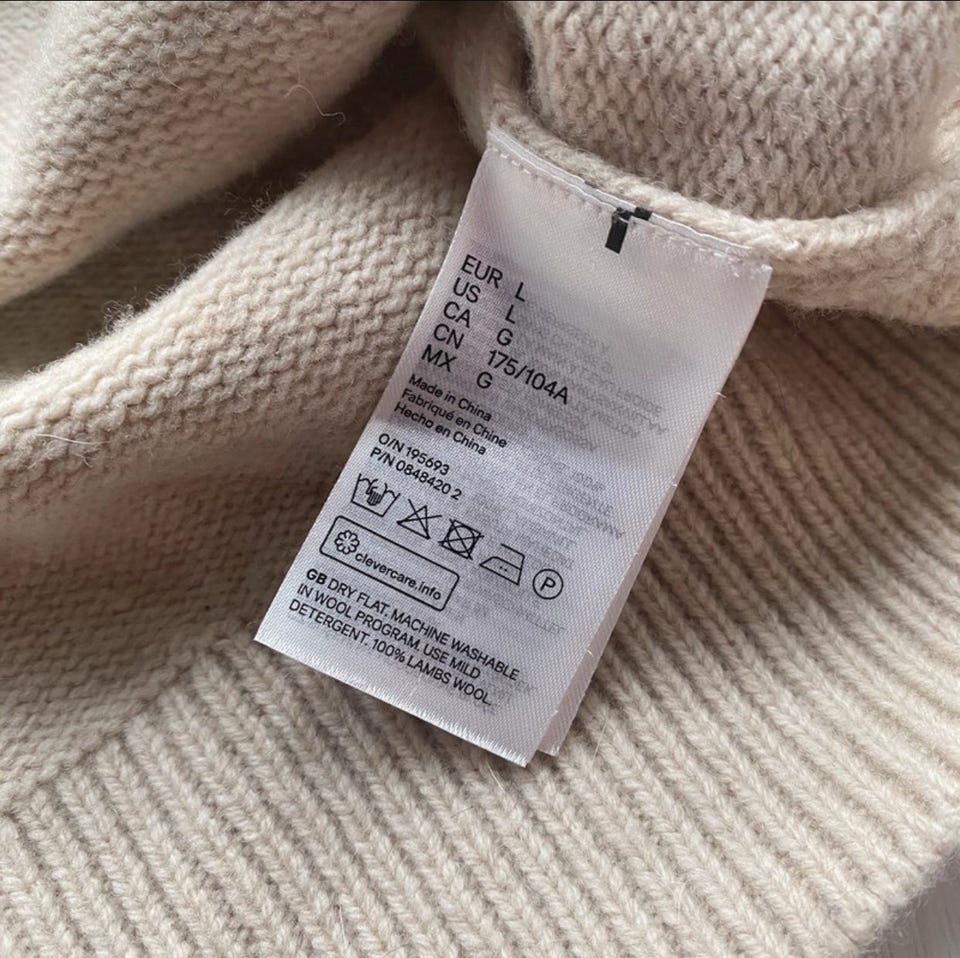 EUR L
US L
CA G
CN 175/104A
MX G
Made in China
Fabriqué en Chine
Hecho en China
O/N 195693
P/N 0848420 2
P
clevercare.info
GB DRY FLAT. MACHINE WASHABLE
IN WOOL PROGRAM. USE MILD
DETERGENT. 100% LAMBS WOOL.